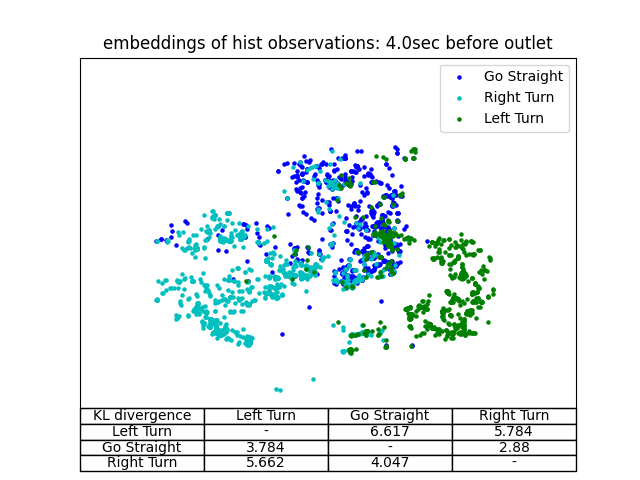 embeddings of hist observations: 4.0sec before outlet
Go Straight
Right Turn
Left Turn
KL divergence Left Turn Go Straight Right Turn
Left Turn - 6.617 5.784
Go Straight 3.784 - 2.88
Right Turn 5.662 4.047 -